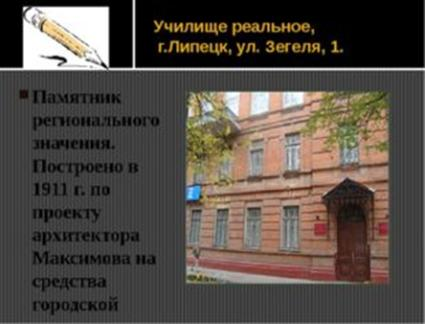 Училище реальное,
г.Липецк, ул. Зегеля, 1.
Памятник
регионального
значения.
Построено в
1911 г. по
проекту
архитектора
Максимова на
средства
городской